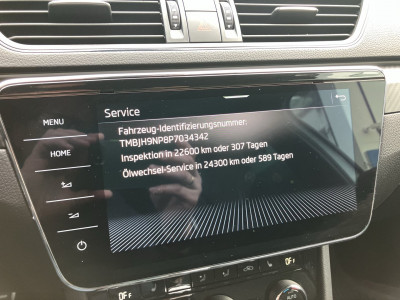 Service
MENU
Fahrzeug-Identifizierungsnummer:
TMBJH9NP8P7034342
HOME
Inspektion in 22600 km oder 307 Tagen
Ölwechsel-Service in 24300 km oder 589 Tagen